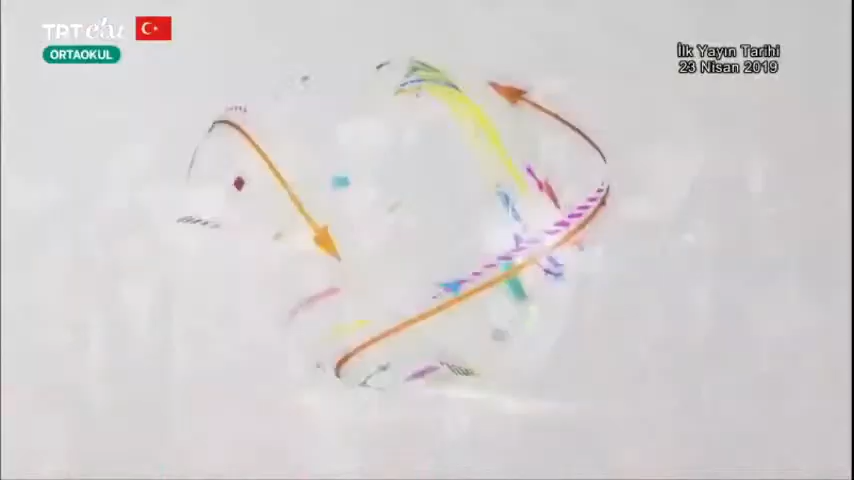 TRT eba
ORTAOKUL
İlk Yayın Tarihi
23 Nisan 2019